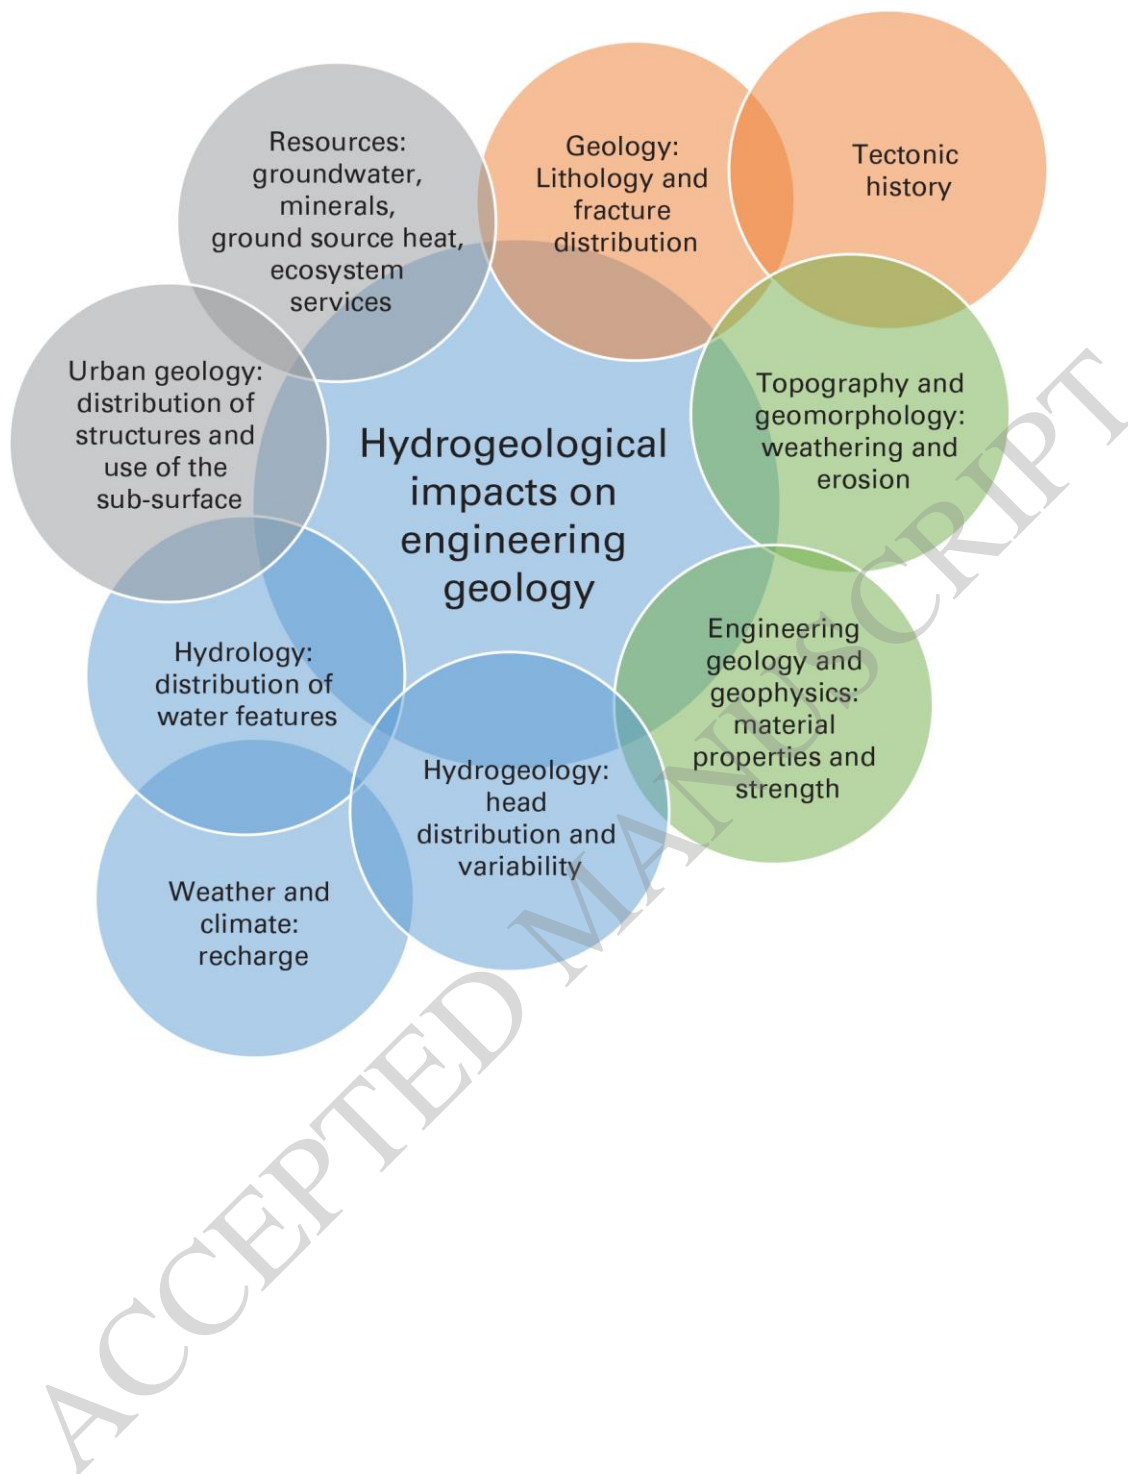 Resources:
groundwater,
minerals,
ground source heat,
ecosystem
services
Geology:
Lithology and
fracture
distribution
Tectonic
history
Urban geology:
distribution of
structures and
use of the
sub-surface
Hydrogeological
impacts on
engineering
geology
Topography and
geomorphology:
weathering and
erosion
Hydrology:
distribution of
water features
Engineering
geology and
geophysics:
material
properties and
strength
Hydrogeology:
head
distribution and
variability
Weather and
climate:
recharge
ACCEPTED MANUSCRIPT